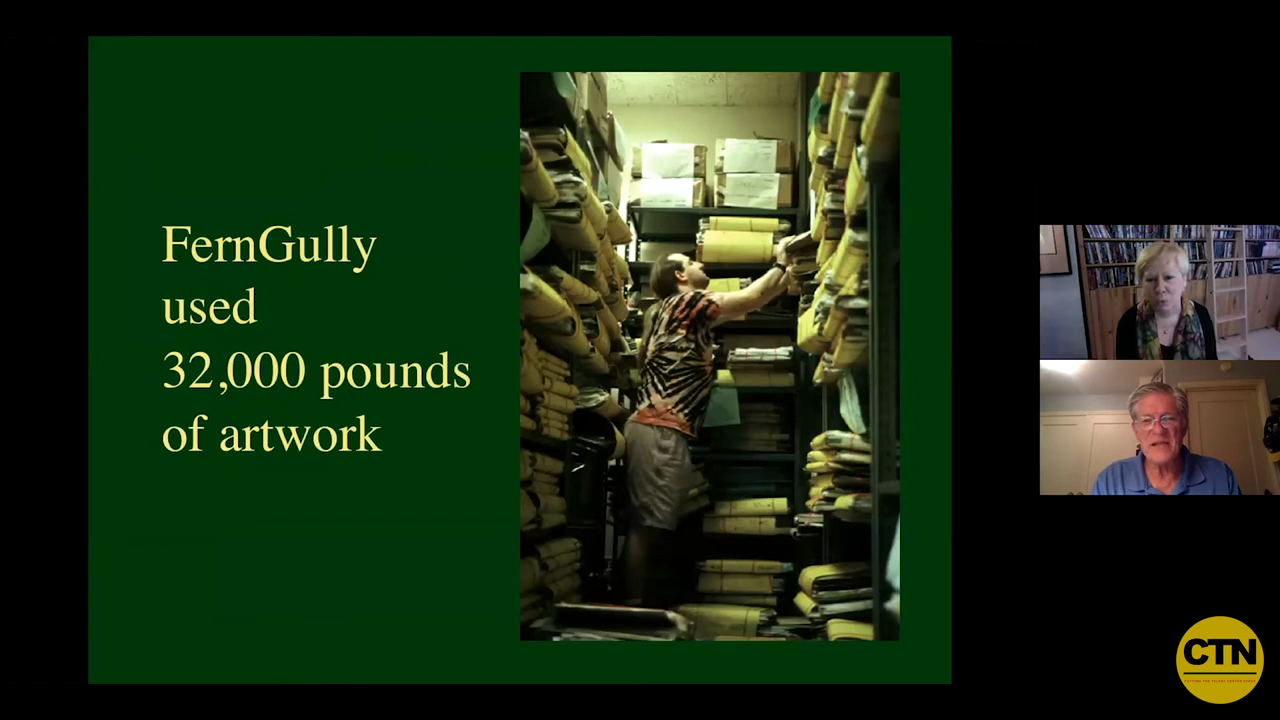 FernGully
used
32,000 pounds
of artwork
CTN